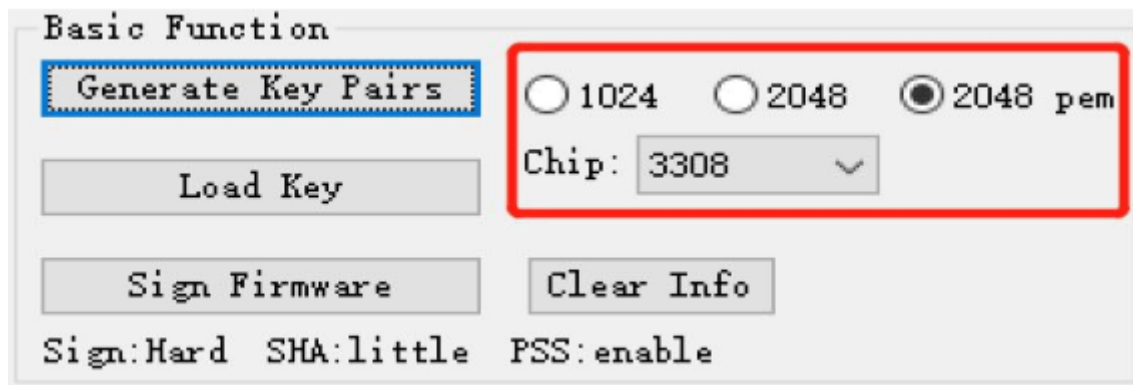 Basic Function
Generate Key Pairs
1024 2048 2048 pem
Load Key
Chip: 3308
Sign Firmware
Clear Info
Sign:Hard SHA:little PSS:enable